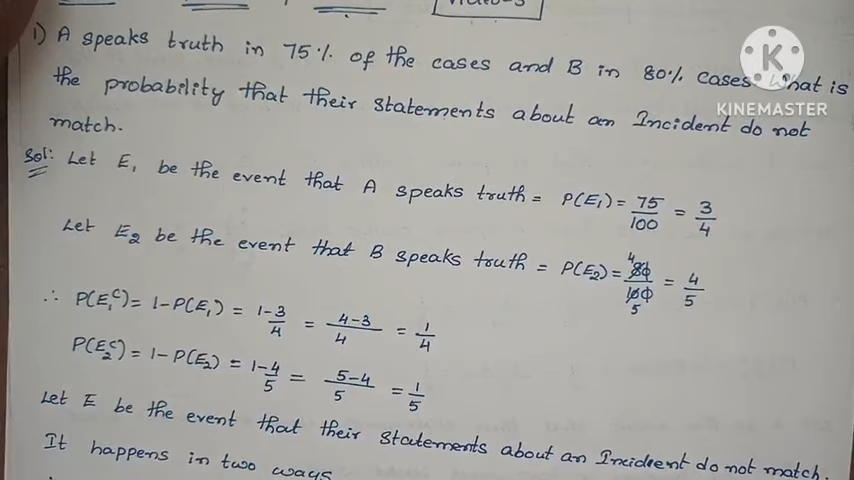 Video-3
1) A speaks truth in 75% of the cases and B in 80% cases. What is
the probability that their statements about an Incident do not
match.
KINEMASTER
Sol: Let E₁ be the event that A speaks truth = P(E₁) = 75/100 = 3/4
Let E₂ be the event that B speaks truth = P(E₂) = 80/100 = 4/5
∴ P(E₁ᶜ) = 1-P(E₁) = 1-3/4 = 4-3/4 = 1/4
P(E₂ᶜ) = 1-P(E₂) = 1-4/5 = 5-4/5 = 1/5
Let E be the event that their statements about an Incident do not match.
It happens in two ways